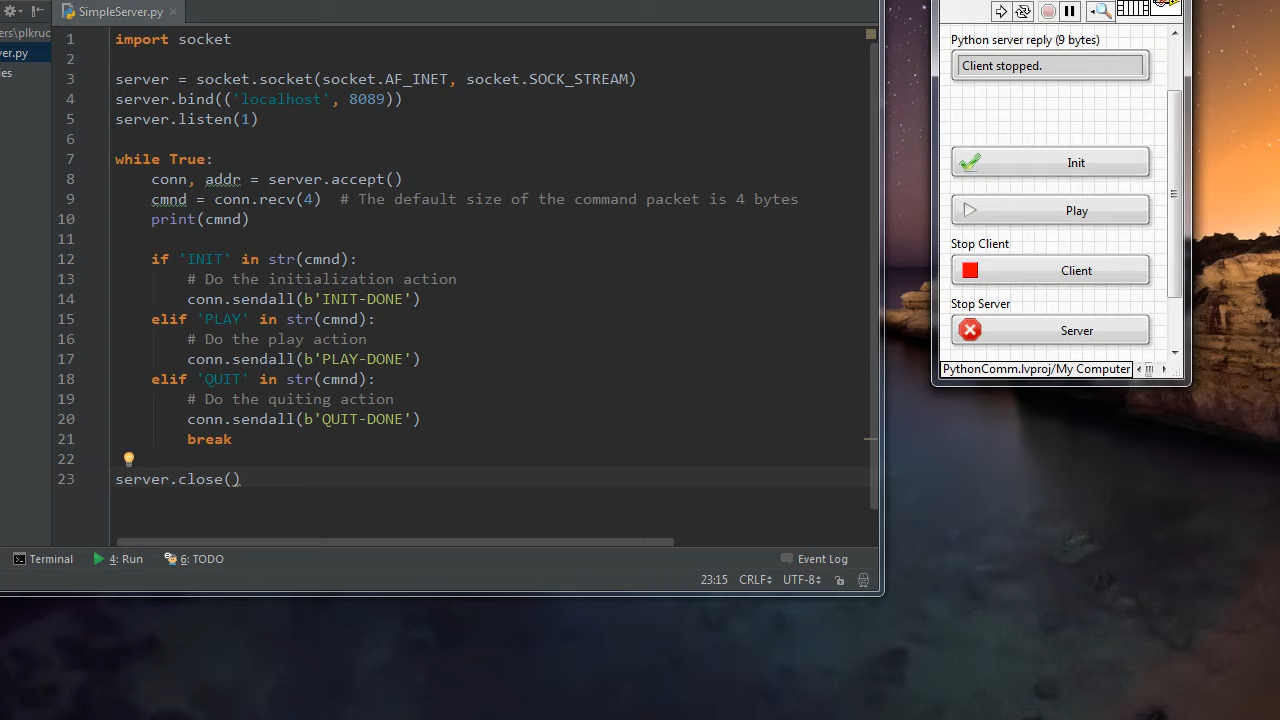 SimpleServer.py
ers\plkruc
ver.py
ies
1 import socket
2
3 server = socket.socket(socket.AF_INET, socket.SOCK_STREAM)
4 server.bind(('localhost', 8089))
5 server.listen(1)
6
7 while True:
8 conn, addr = server.accept()
9 cmnd = conn.recv(4)  # The default size of the command packet is 4 bytes
10 print(cmnd)
11
12 if 'INIT' in str(cmnd):
13 # Do the initialization action
14 conn.sendall(b'INIT-DONE')
15 elif 'PLAY' in str(cmnd):
16 # Do the play action
17 conn.sendall(b'PLAY-DONE')
18 elif 'QUIT' in str(cmnd):
19 # Do the quiting action
20 conn.sendall(b'QUIT-DONE')
21 break
22
23 server.close()
Terminal 4: Run 6: TODO Event Log
23:15 CRLF UTF-8
Python server reply (9 bytes)
Client stopped.
Init
Play
Stop Client
Client
Stop Server
Server
PythonComm.lvproj/My Computer